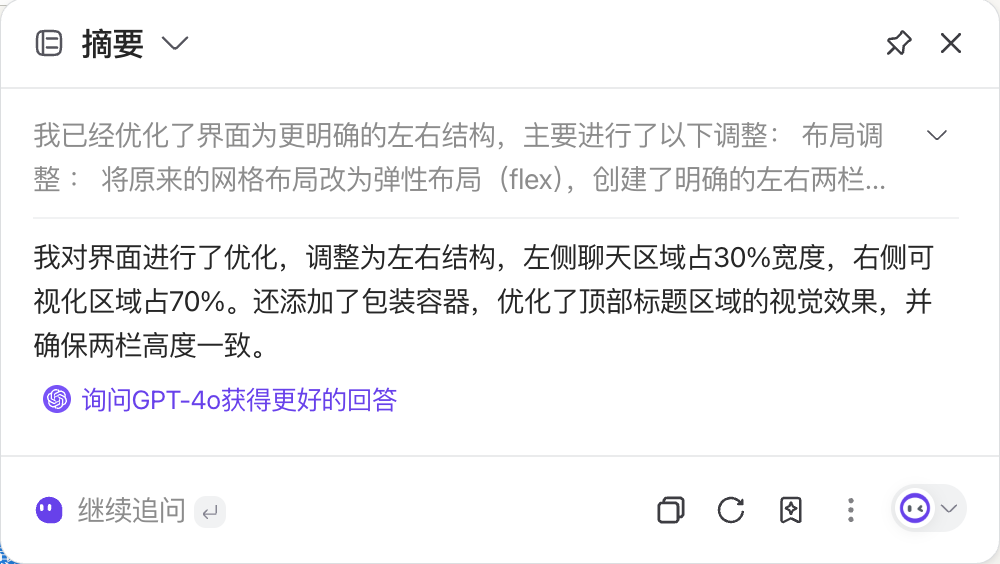 摘要
我已经优化了界面为更明确的左右结构，主要进行了以下调整： 布局调
整： 将原来的网格布局改为弹性布局（flex），创建了明确的左右两栏...
我对界面进行了优化，调整为左右结构，左侧聊天区域占30%宽度，右侧可
视化区域占70%。还添加了包装容器，优化了顶部标题区域的视觉效果，并
确保两栏高度一致。
询问GPT-4o获得更好的回答
继续追问